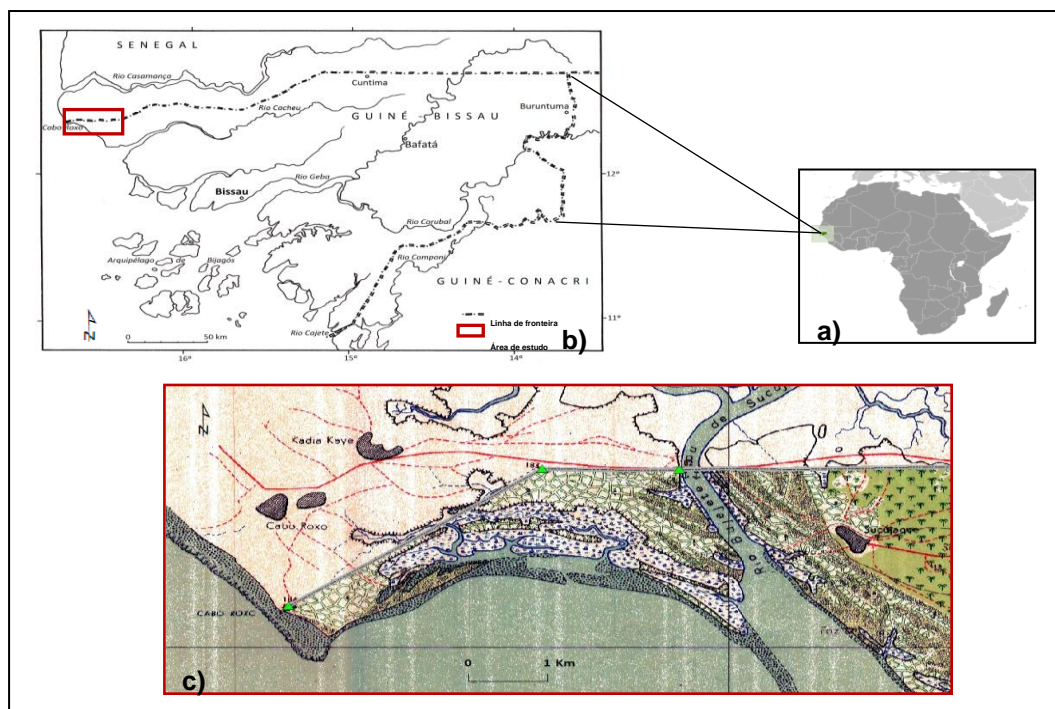 SENEGAL
Rio Casamança
Cuntima
Rio Cacheu
Buruntuma
Cabo Roxo
GUINÉ-BISSAU
Bafatá
Bissau
Rio Geba
12°
Rio Corubal
Arquipélago de Bijagós
Rio Componi
GUINÉ-CONACRI
Linha de fronteira
Área de estudo
N
0 50 km
Rio Cajete
11°
b)
16° 15° 14°
a)
Kadia Kaye
184
Cabo Roxo
Sucujaque
CABO ROXO
N
Foz
0 1 Km
c)